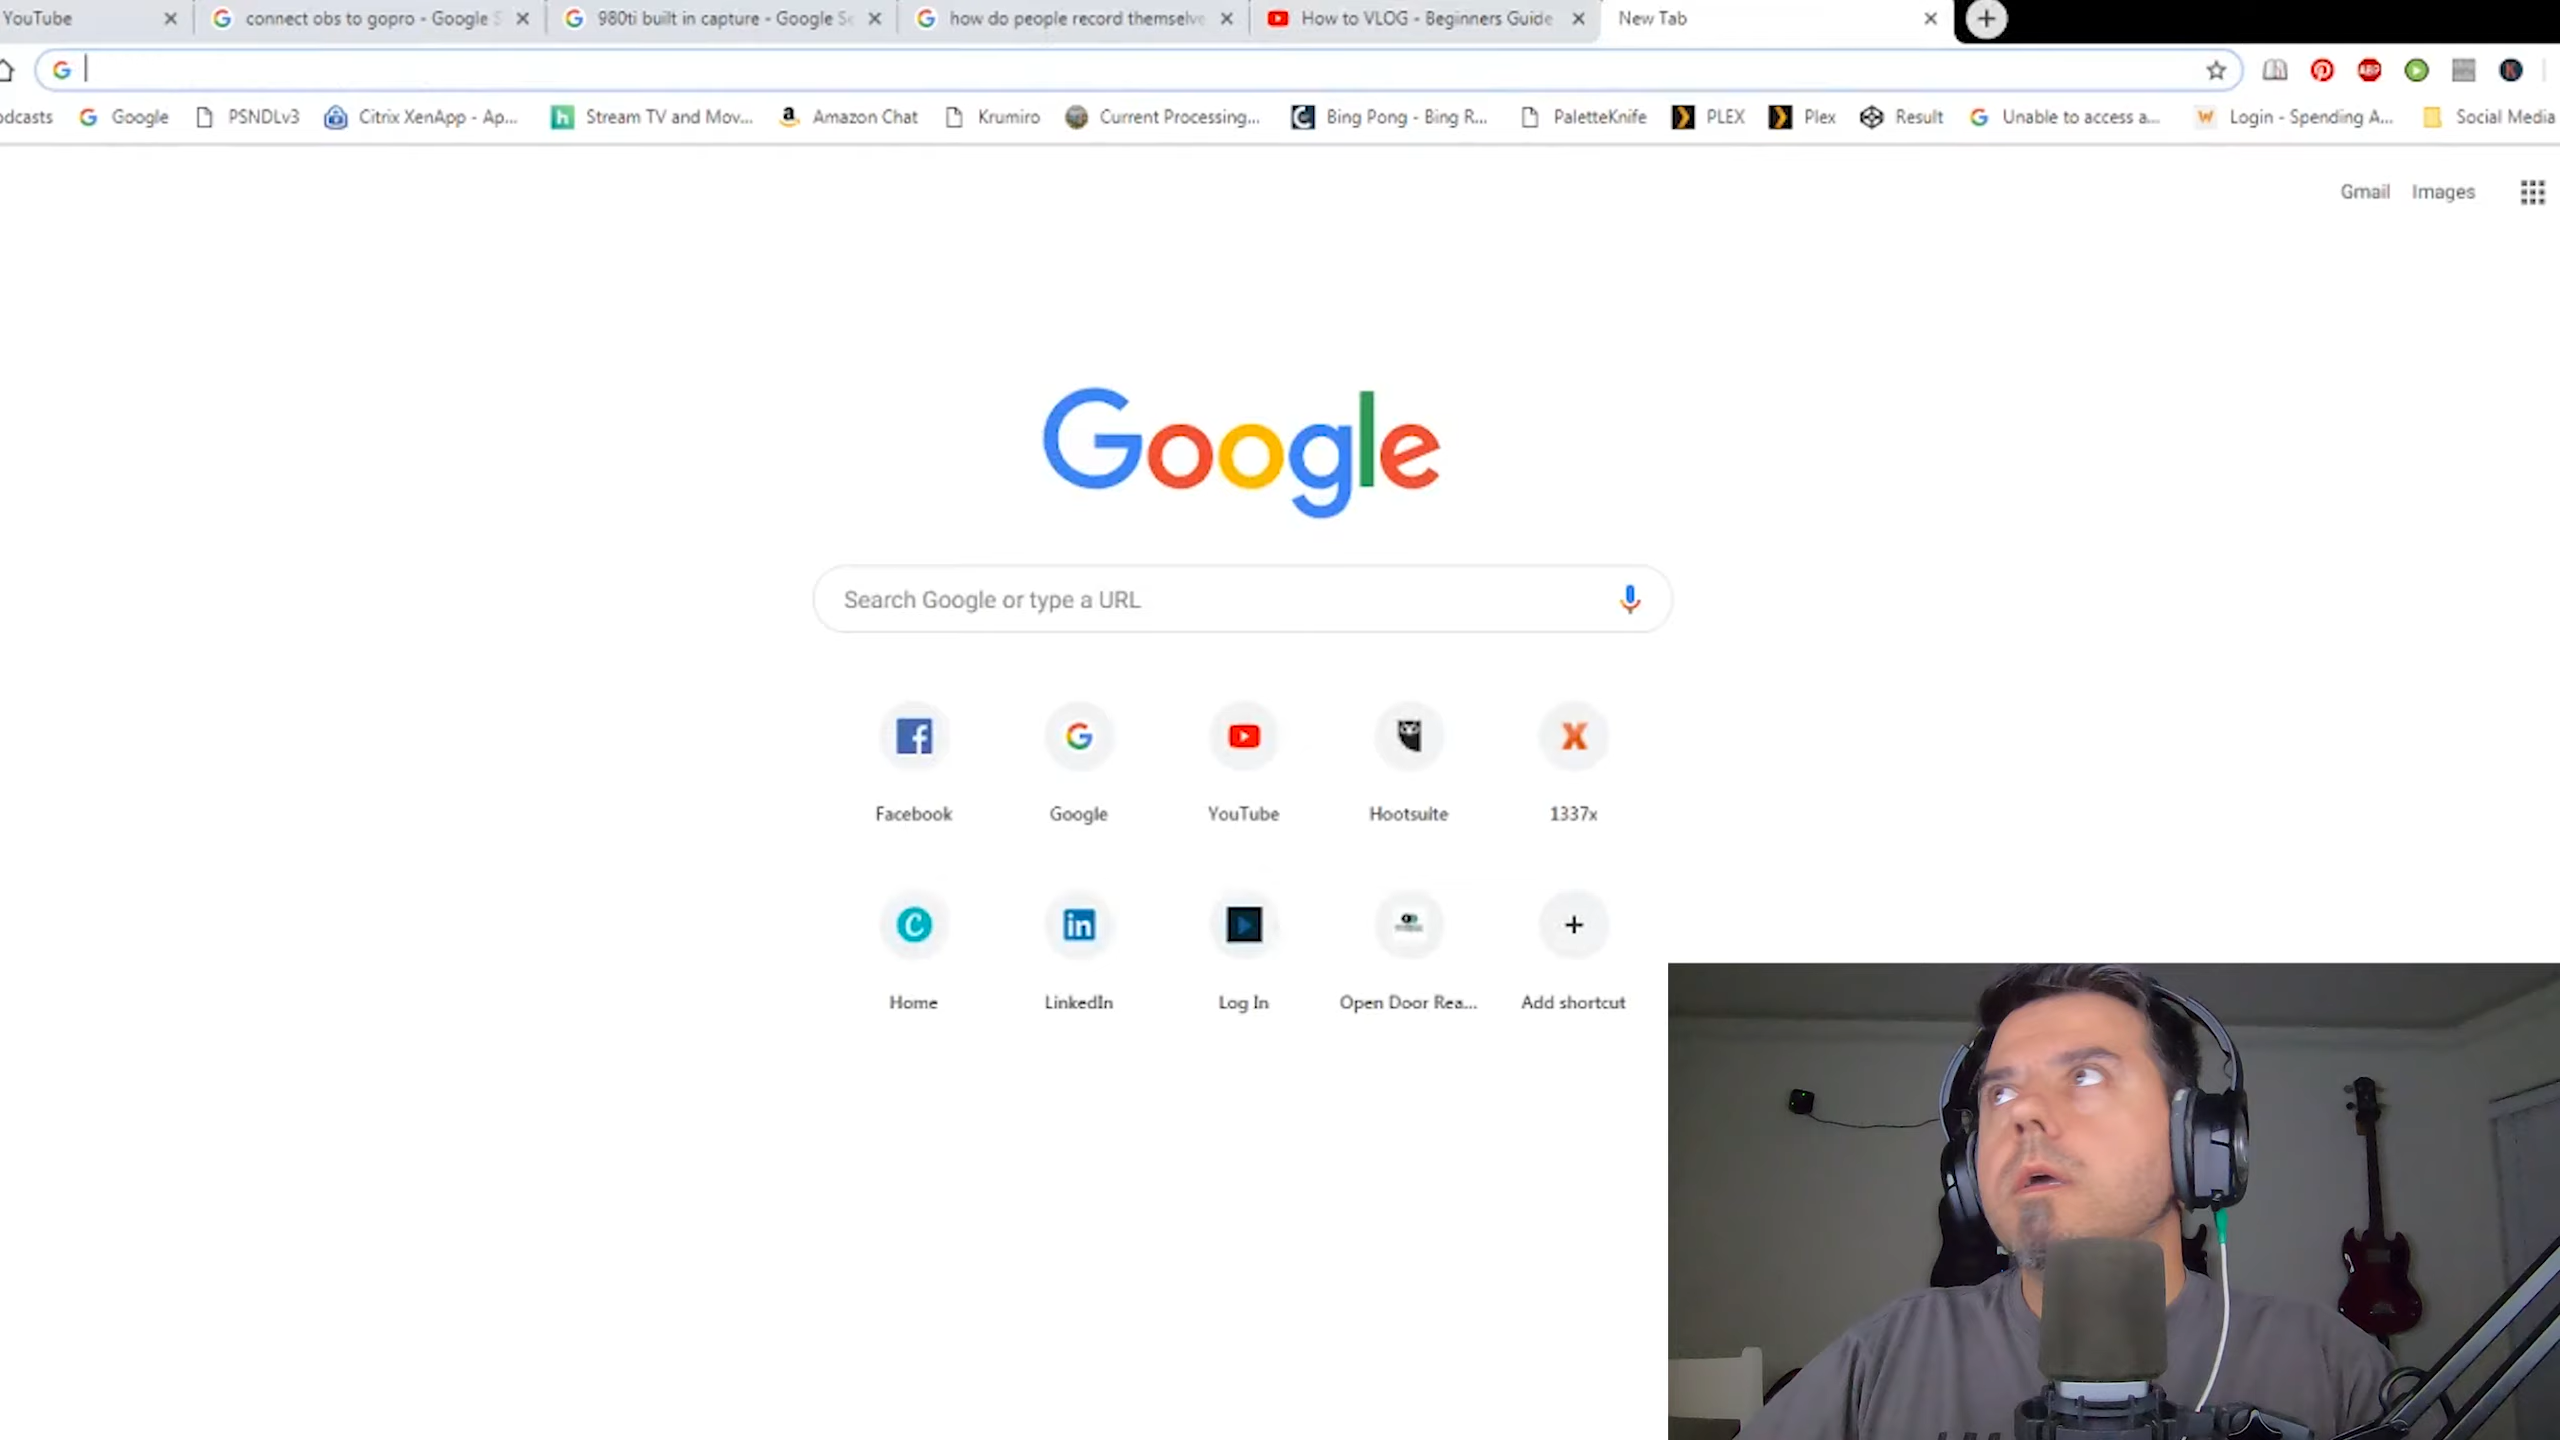 YouTube
connect obs to gopro - Google S
980ti built in capture - Google Se
how do people record themselve
How to VLOG - Beginners Guide
New Tab
odcasts
Google
PSNDLv3
Citrix XenApp - Ap...
Stream TV and Mov...
Amazon Chat
Krumiro
Current Processing...
Bing Pong - Bing R...
PaletteKnife
PLEX
Plex
Result
Unable to access a...
Login - Spending A...
Social Media
Gmail
Images
Google
Search Google or type a URL
Facebook
Google
YouTube
Hootsuite
1337x
Home
LinkedIn
Log In
Open Door Rea...
Add shortcut